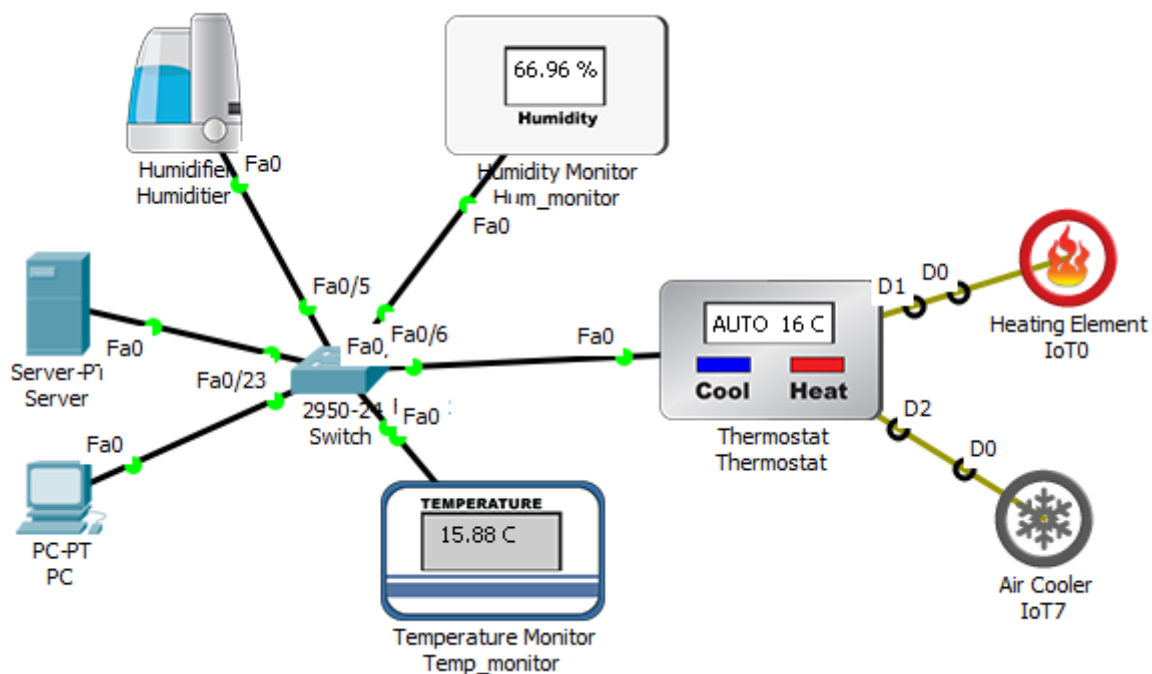 66.96 %
Humidity
Fa0
Humidifier
Humiditier
Humidity Monitor
Hum_monitor
Fa0
D1
D0
Fa0/5
AUTO 16 C
Heating Element
IoT0
Fa0/6
Fa0
Fa0
Fa0
Server-PT
Server
Fa0/23
Cool
Heat
2950-24
Switch
Fa0
D2
Thermostat
Thermostat
Fa0
D0
TEMPERATURE
15.88 C
PC-PT
PC
Air Cooler
IoT7
Temperature Monitor
Temp_monitor